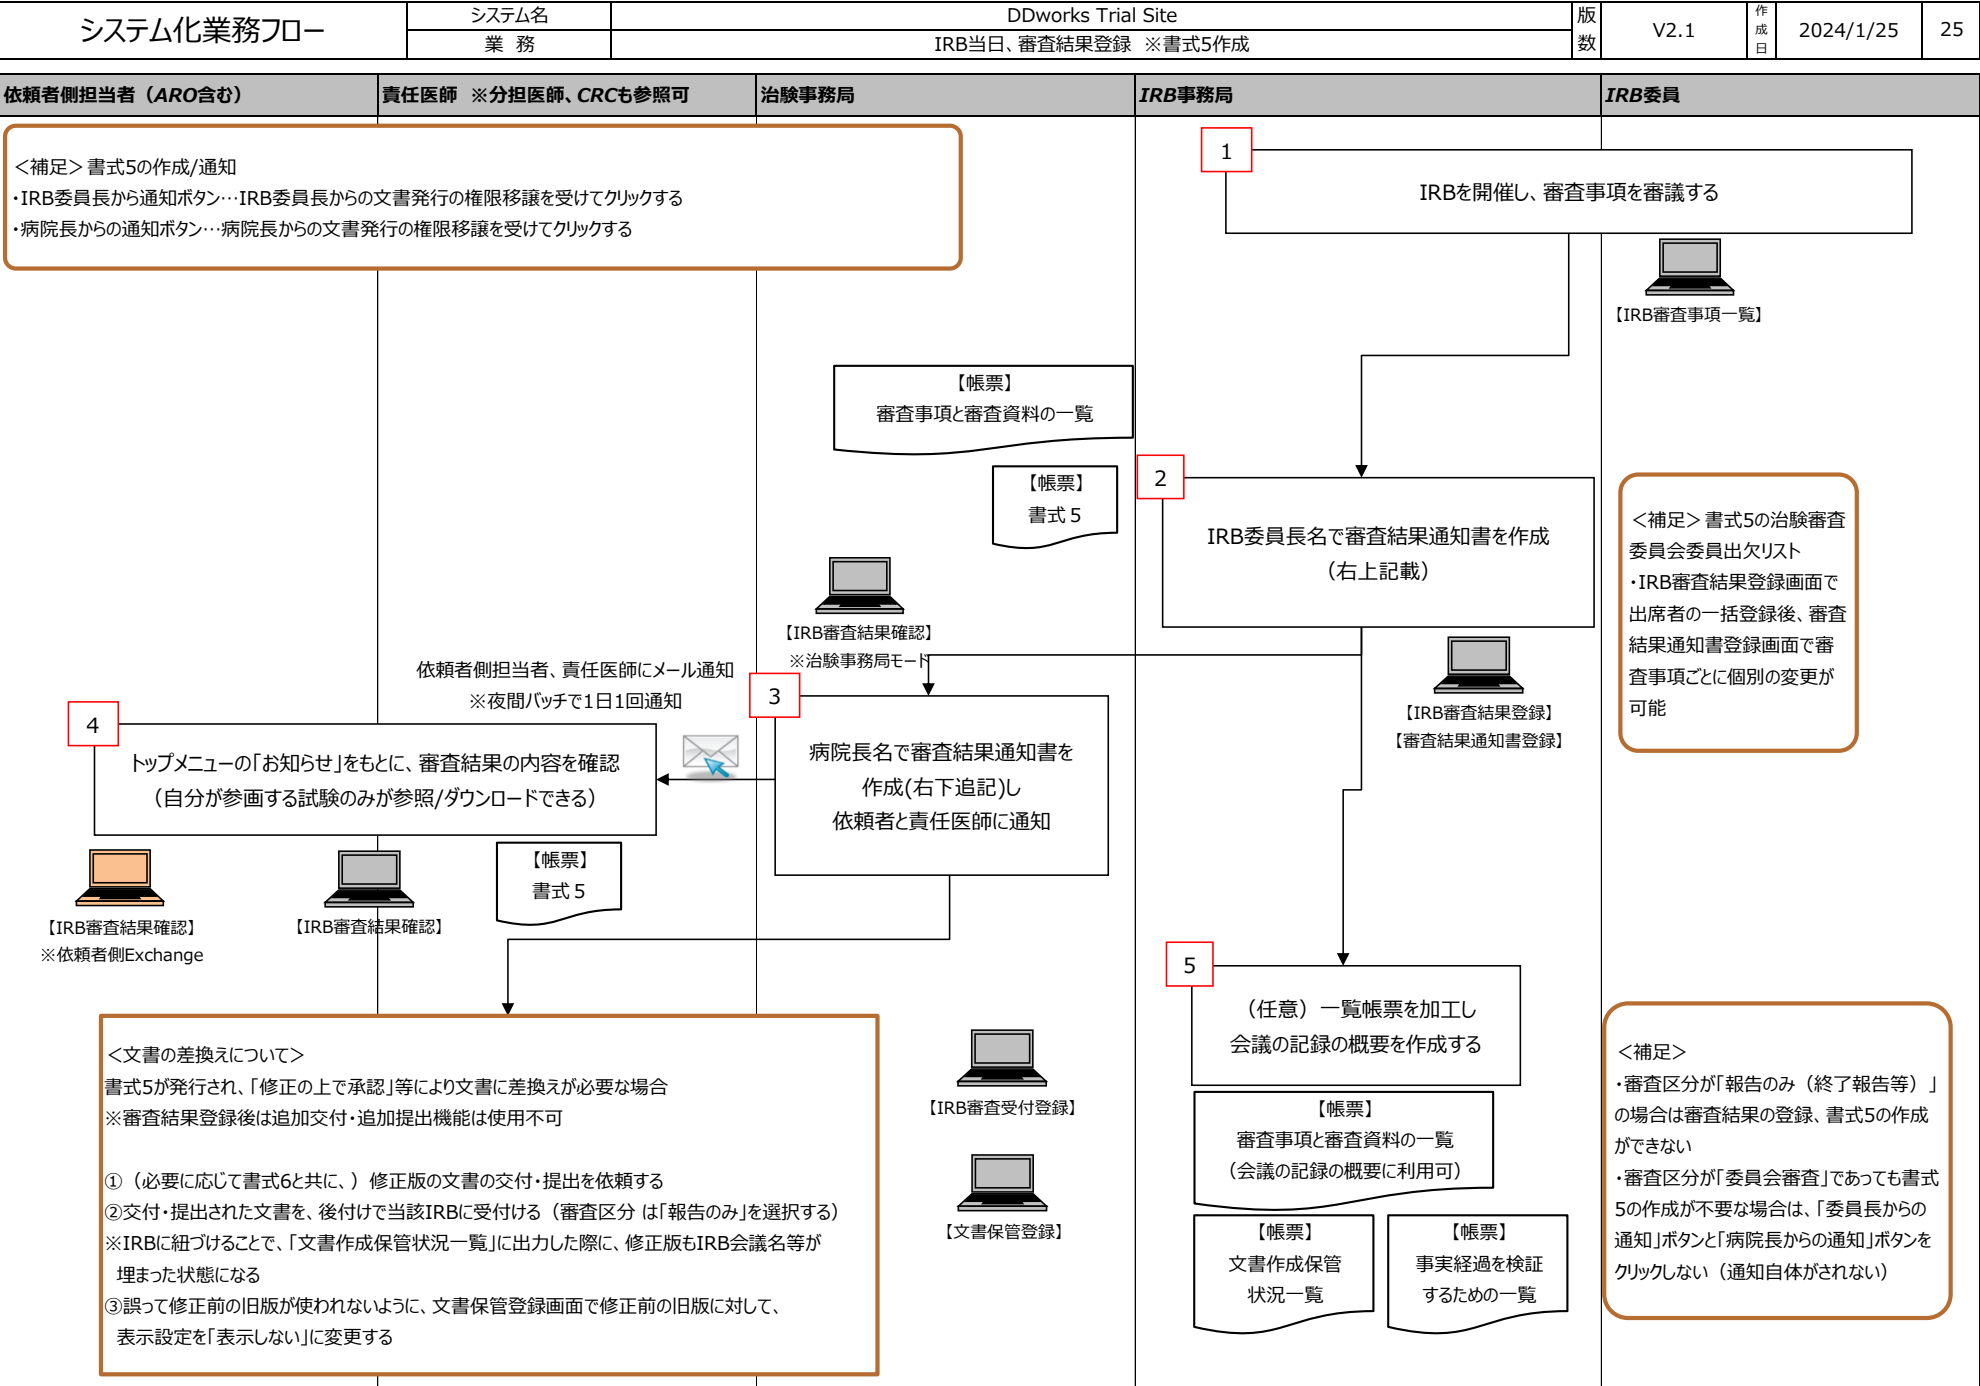 システム化業務フロー
システム名
DDworks Trial Site
業 務
IRB当日、審査結果登録 ※書式5作成
版数
V2.1
作成日
2024/1/25
25
依頼者側担当者（ARO含む）
責任医師 ※分担医師、CRCも参照可
治験事務局
IRB事務局
IRB委員
＜補足＞書式5の作成/通知
・IRB委員長から通知ボタン…IRB委員長からの文書発行の権限移譲を受けてクリックする
・病院長からの通知ボタン…病院長からの文書発行の権限移譲を受けてクリックする
1
IRBを開催し、審査事項を審議する
【IRB審査事項一覧】
【帳票】
審査事項と審査資料の一覧
【帳票】
書式５
2
IRB委員長名で審査結果通知書を作成
（右上記載）
＜補足＞書式5の治験審査
委員会委員出欠リスト
・IRB審査結果登録画面で
出席者の一括登録後、審査
結果通知書登録画面で審
査事項ごとに個別の変更が
可能
【IRB審査結果確認】
※治験事務局モード
【IRB審査結果登録】
【審査結果通知書登録】
依頼者側担当者、責任医師にメール通知
※夜間バッチで1日1回通知
3
病院長名で審査結果通知書を
作成(右下追記)し
依頼者と責任医師に通知
4
トップメニューの「お知らせ」をもとに、審査結果の内容を確認
（自分が参画する試験のみが参照/ダウンロードできる）
【IRB審査結果確認】
※依頼者側Exchange
【IRB審査結果確認】
【帳票】
書式５
5
（任意）一覧帳票を加工し
会議の記録の概要を作成する
＜文書の差換えについて＞
書式5が発行され、「修正の上で承認」等により文書に差換えが必要な場合
※審査結果登録後は追加交付・追加提出機能は使用不可
①（必要に応じて書式6と共に、）修正版の文書の交付・提出を依頼する
②交付・提出された文書を、後付けで当該IRBに受付ける（審査区分 は「報告のみ」を選択する）
※IRBに紐づけることで、「文書作成保管状況一覧」に出力した際に、修正版もIRB会議名等が
埋まった状態になる
③誤って修正前の旧版が使われないように、文書保管登録画面で修正前の旧版に対して、
表示設定を「表示しない」に変更する
【IRB審査受付登録】
【文書保管登録】
【帳票】
審査事項と審査資料の一覧
（会議の記録の概要に利用可）
【帳票】
文書作成保管
状況一覧
【帳票】
事実経過を検証
するための一覧
＜補足＞
・審査区分が「報告のみ（終了報告等）」
の場合は審査結果の登録、書式5の作成
ができない
・審査区分が「委員会審査」であっても書式
5の作成が不要な場合は、「委員長からの
通知」ボタンと「病院長からの通知」ボタンを
クリックしない（通知自体がされない）